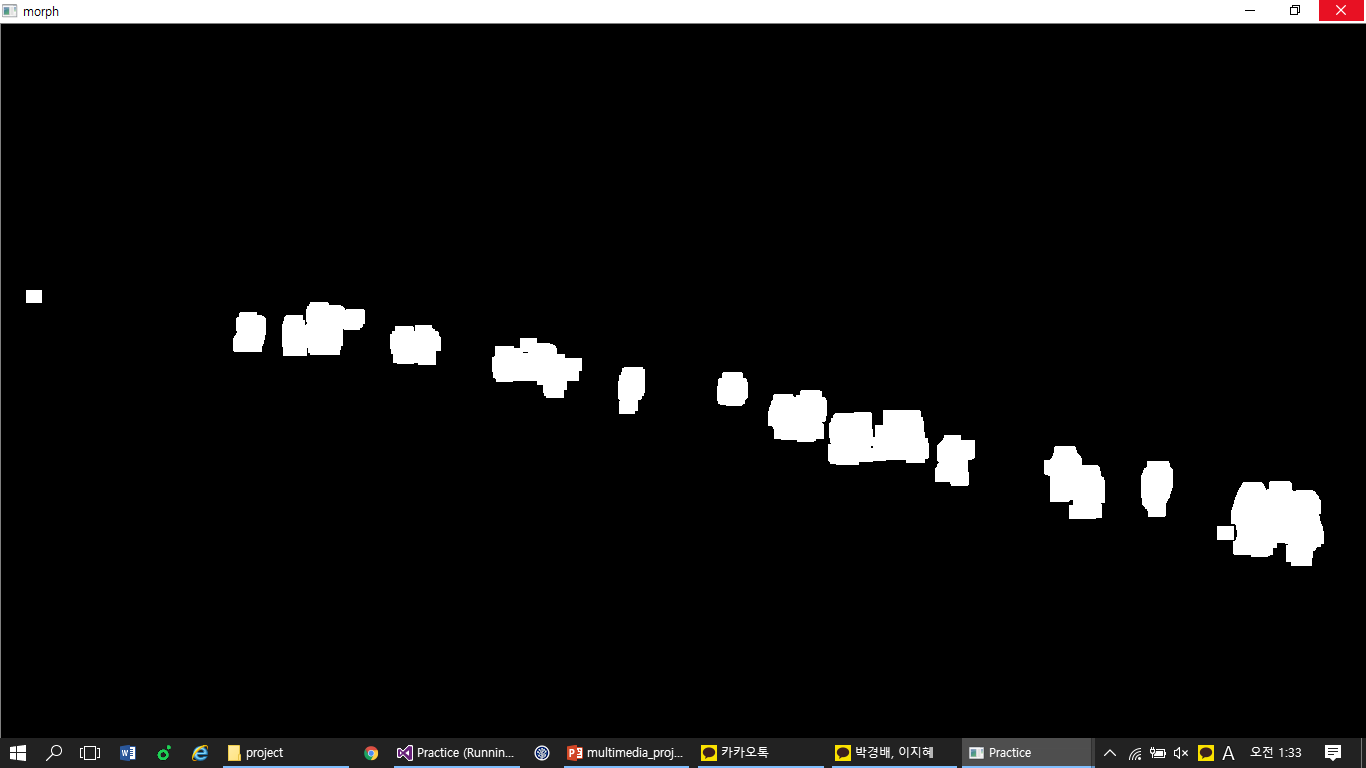 morph
project
Practice (Runnin...
multimedia_proj...
카카오톡
박경배, 이지혜
Practice
A
오전 1:33